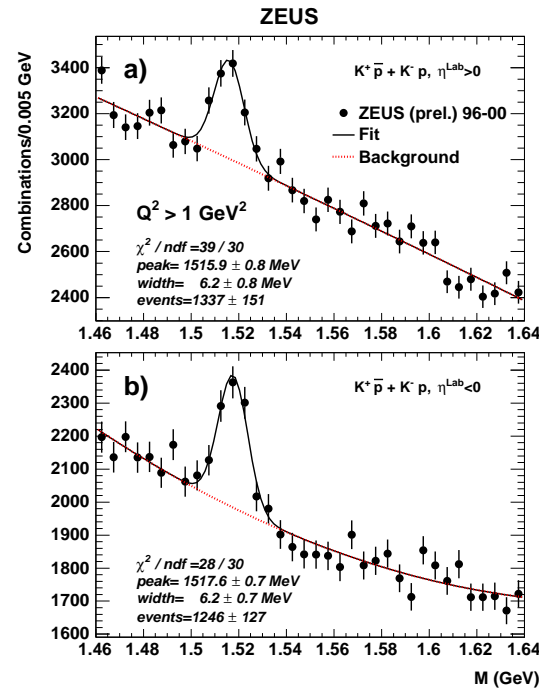 ZEUS
Combinations/0.005 GeV
a)
K⁺ p̅ + K⁻ p, η^Lab>0
ZEUS (prel.) 96-00
Fit
Background
Q² > 1 GeV²
χ² / ndf =39 / 30
peak= 1515.9 ± 0.8 MeV
width= 6.2 ± 0.8 MeV
events=1337 ± 151
3400
3200
3000
2800
2600
2400
1.46 1.48 1.5 1.52 1.54 1.56 1.58 1.6 1.62 1.64
b)
K⁺ p̅ + K⁻ p, η^Lab<0
χ² / ndf =28 / 30
peak= 1517.6 ± 0.7 MeV
width= 6.2 ± 0.7 MeV
events=1246 ± 127
2400
2300
2200
2100
2000
1900
1800
1700
1600
1.46 1.48 1.5 1.52 1.54 1.56 1.58 1.6 1.62 1.64
M (GeV)